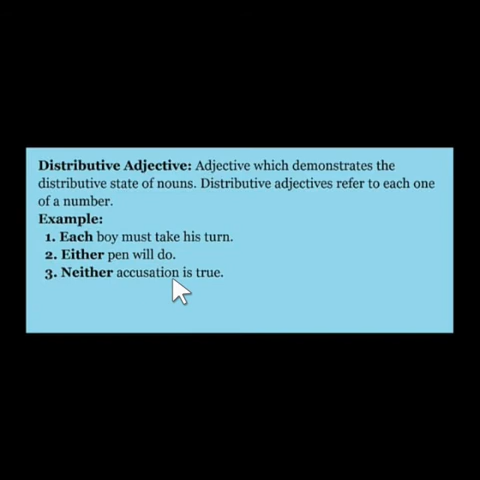 Distributive Adjective: Adjective which demonstrates the
distributive state of nouns. Distributive adjectives refer to each one
of a number.
Example:
1. Each boy must take his turn.
2. Either pen will do.
3. Neither accusation is true.